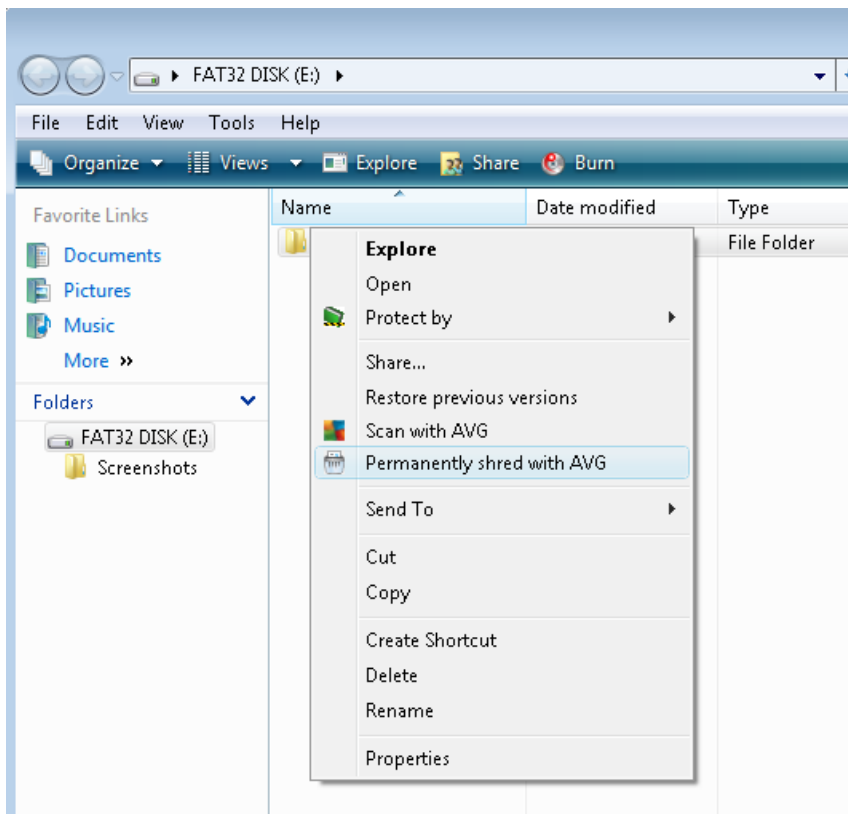 FAT32 DISK (E:)
File Edit View Tools Help
Organize Views Explore Share Burn
Favorite Links
Documents
Pictures
Music
More »
Folders
FAT32 DISK (E:)
Screenshots
Name Date modified Type
File Folder
Explore
Open
Protect by
Share...
Restore previous versions
Scan with AVG
Permanently shred with AVG
Send To
Cut
Copy
Create Shortcut
Delete
Rename
Properties